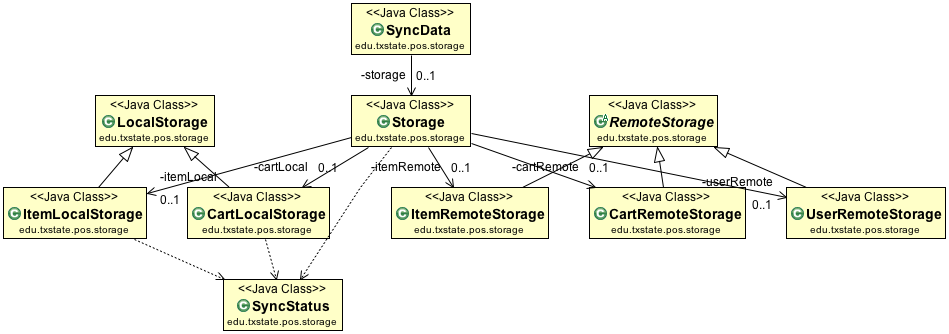 <<Java Class>>
SyncData
edu.txstate.pos.storage
-storage
0..1
<<Java Class>>
LocalStorage
edu.txstate.pos.storage
<<Java Class>>
Storage
edu.txstate.pos.storage
<<Java Class>>
RemoteStorage
edu.txstate.pos.storage
-itemLocal
0..1
-cartLocal
0..1
-itemRemote
0..1
-cartRemote
0..1
-userRemote
0..1
<<Java Class>>
ItemLocalStorage
edu.txstate.pos.storage
<<Java Class>>
CartLocalStorage
edu.txstate.pos.storage
<<Java Class>>
ItemRemoteStorage
edu.txstate.pos.storage
<<Java Class>>
CartRemoteStorage
edu.txstate.pos.storage
<<Java Class>>
UserRemoteStorage
edu.txstate.pos.storage
<<Java Class>>
SyncStatus
edu.txstate.pos.storage